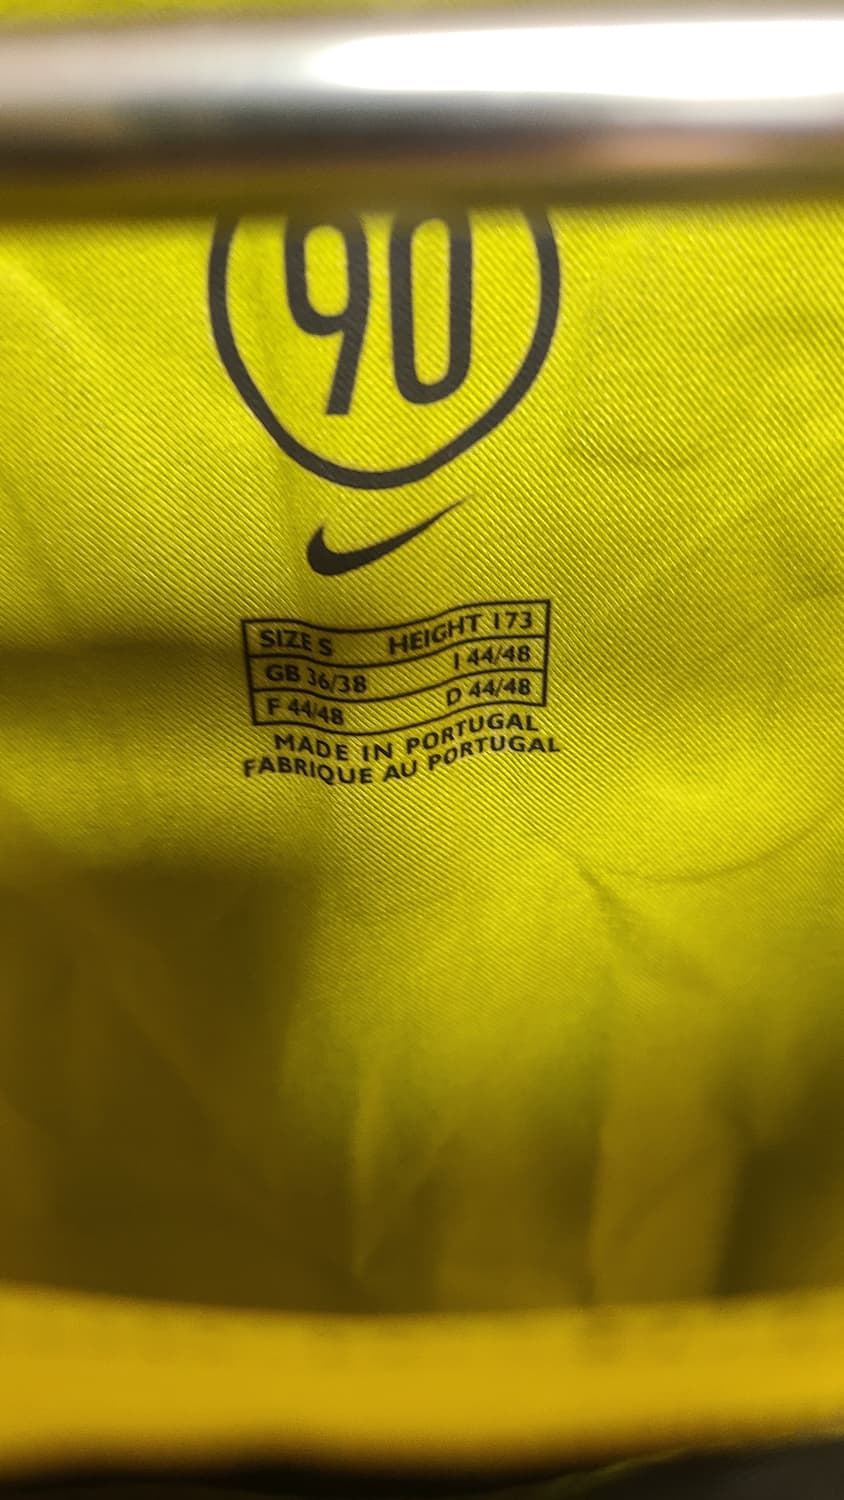 90
SIZE S HEIGHT 173
GB 36/38 I 44/48
F 44/48 D 44/48
MADE IN PORTUGAL
FABRIQUE AU PORTUGAL